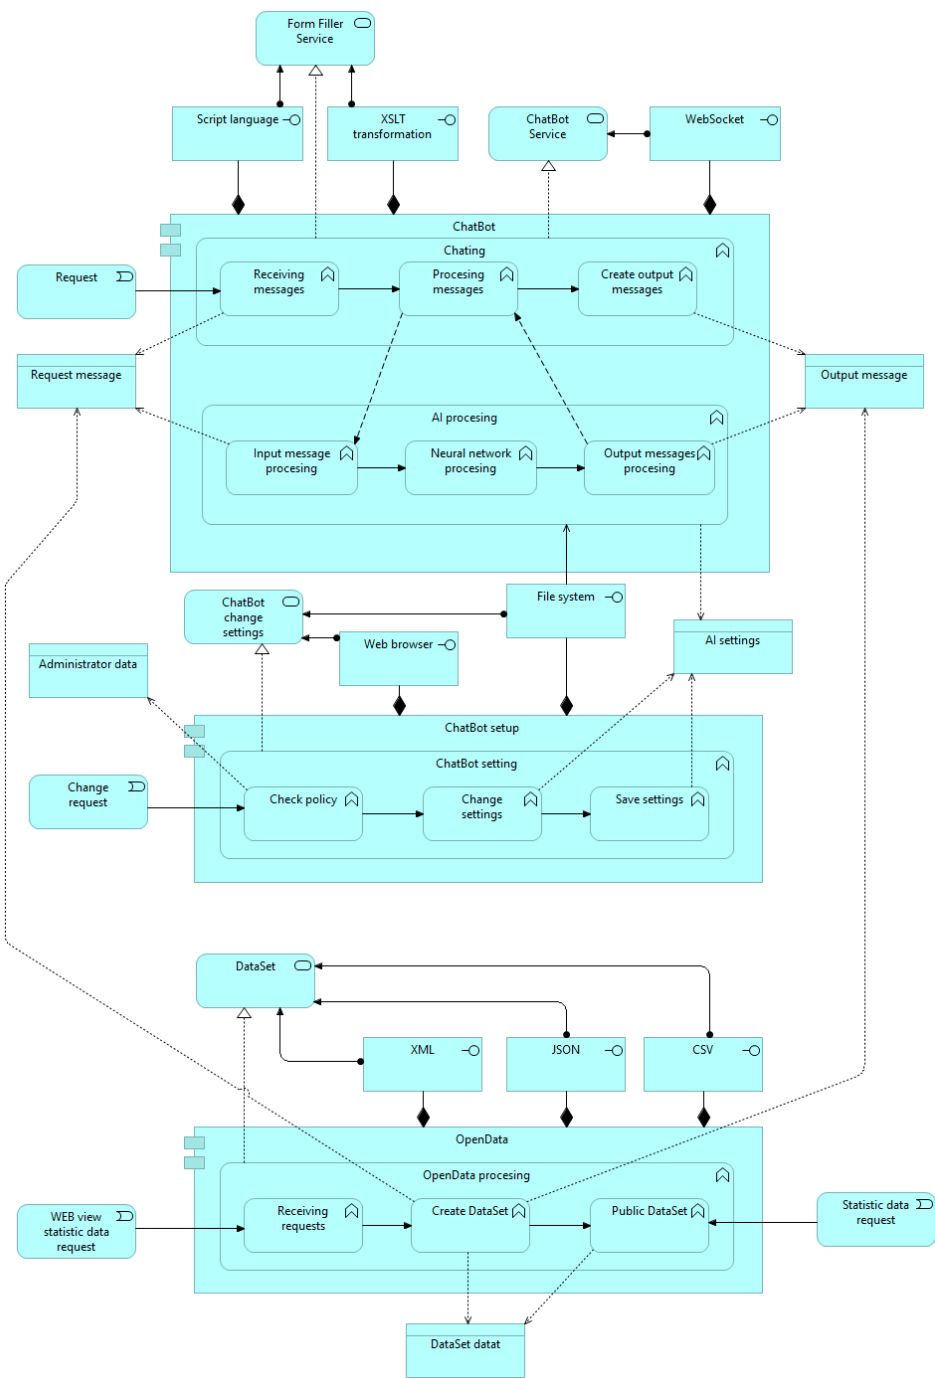 Form Filler
Service
Script language
XSLT
transformation
ChatBot
Service
WebSocket
ChatBot
Chating
Request
Receiving
messages
Procesing
messages
Create output
messages
Request message
Output message
AI procesing
Input message
procesing
Neural network
procesing
Output messages
procesing
ChatBot
change
settings
File system
Web browser
AI settings
Administrator data
ChatBot setup
ChatBot setting
Change
request
Check policy
Change
settings
Save settings
DataSet
XML
JSON
CSV
OpenData
OpenData procesing
WEB view
statistic data
request
Receiving
requests
Create DataSet
Public DataSet
Statistic data
request
DataSet datat